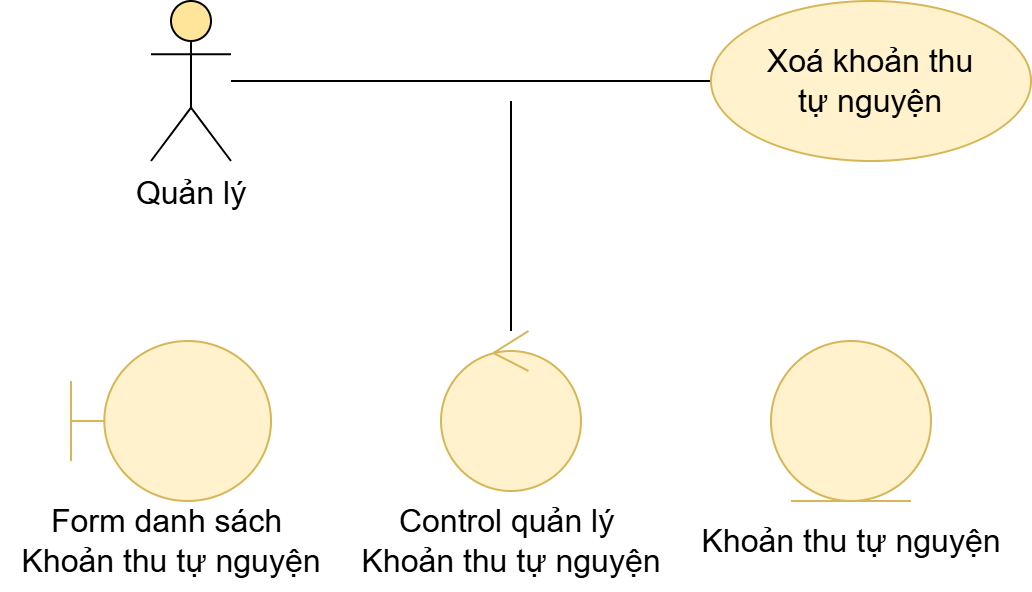 Xoá khoản thu
tự nguyện
Quản lý
Form danh sách
Khoản thu tự nguyện
Control quản lý
Khoản thu tự nguyện
Khoản thu tự nguyện